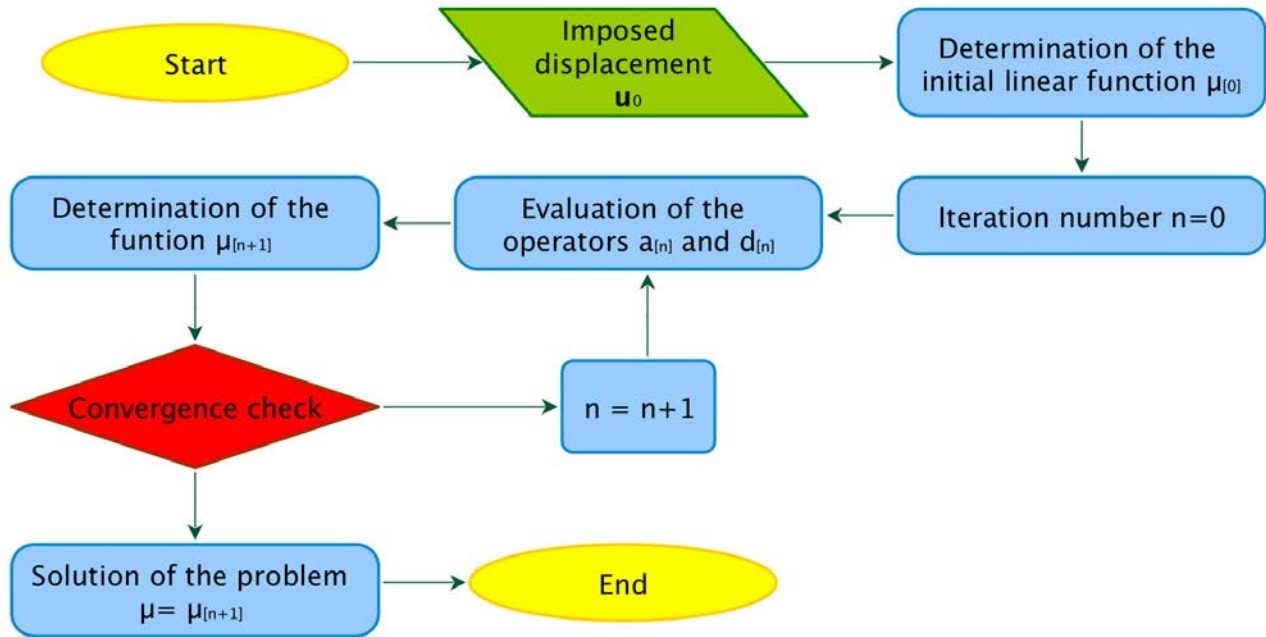 Start
Imposed
displacement
u₀
Determination of the
initial linear function μ[0]
Iteration number n=0
Evaluation of the
operators a[n] and d[n]
Determination of the
funtion μ[n+1]
Convergence check
n = n+1
Solution of the problem
μ= μ[n+1]
End